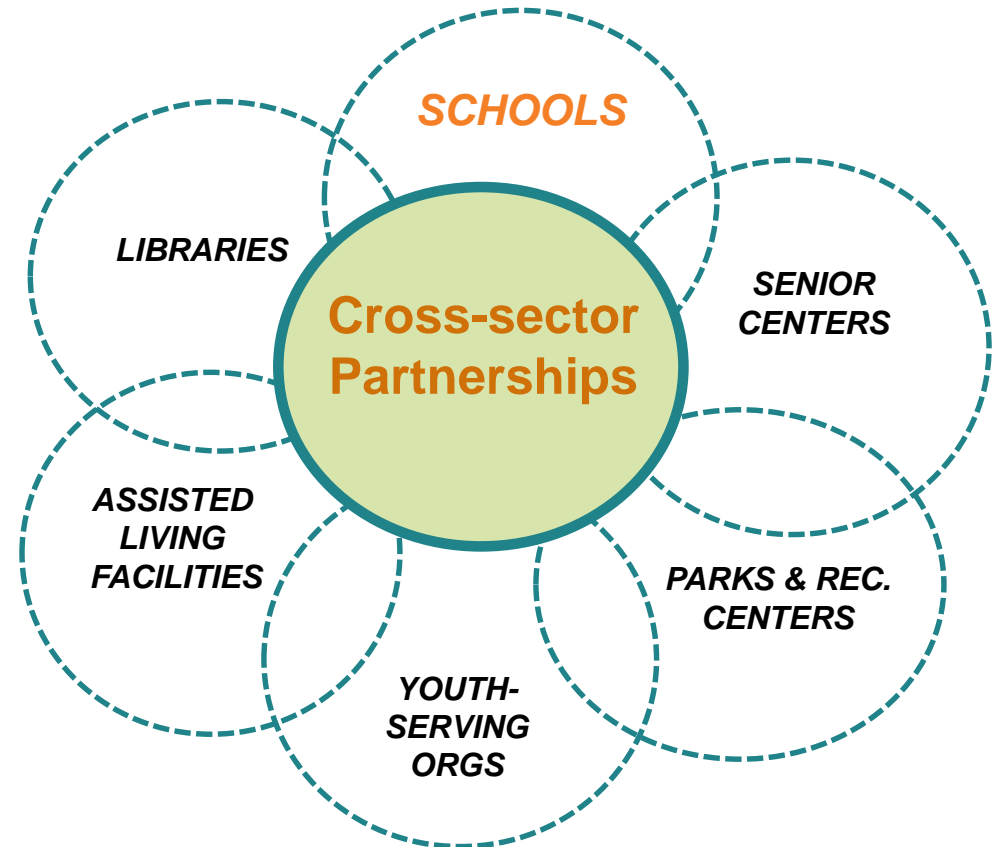 SCHOOLS
LIBRARIES
SENIOR
CENTERS
Cross-sector
Partnerships
ASSISTED
LIVING
FACILITIES
PARKS & REC.
CENTERS
YOUTH-
SERVING
ORGS